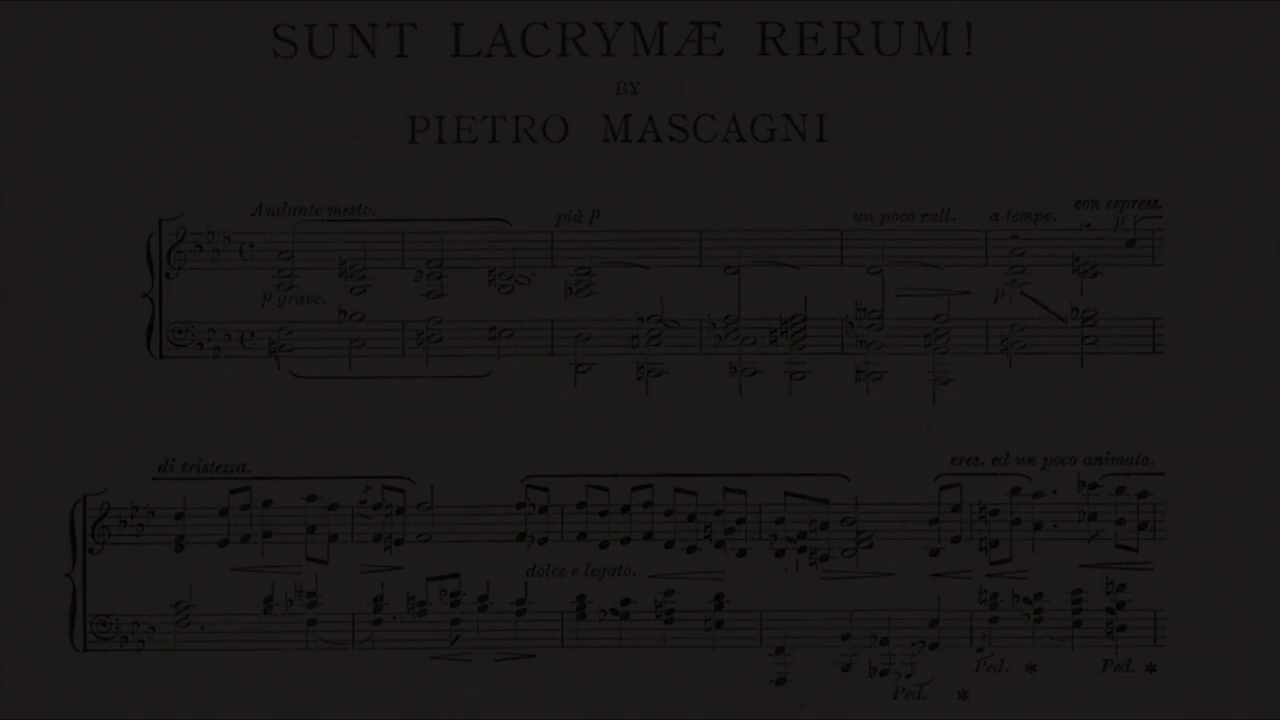 SUNT LACRYMÆ RERUM!
BY
PIETRO MASCAGNI
Andante mesto. più p un poco rall. a tempo. con espress.
p
p grave. p
di tristezza. cres. ed un poco animato.
dolce e legato.
Ped. * Ped. *
Ped. *